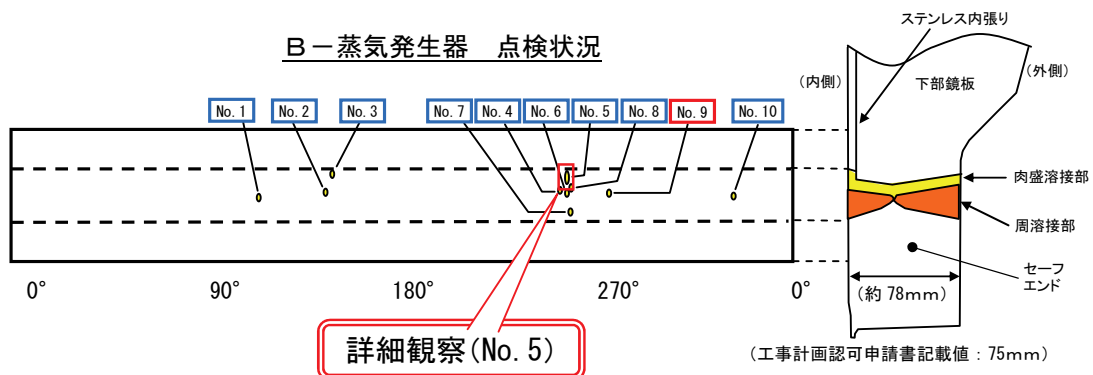 B－蒸気発生器　点検状況
No. 1
No. 2
No. 3
No. 7
No. 4
No. 6
No. 5
No. 8
No. 9
No. 10
0°
90°
180°
270°
0°
詳細観察(No. 5)
ステンレス内張り
(内側)
下部鏡板
(外側)
肉盛溶接部
周溶接部
セーフ
エンド
(約 78mm)
(工事計画認可申請書記載値：75mm)